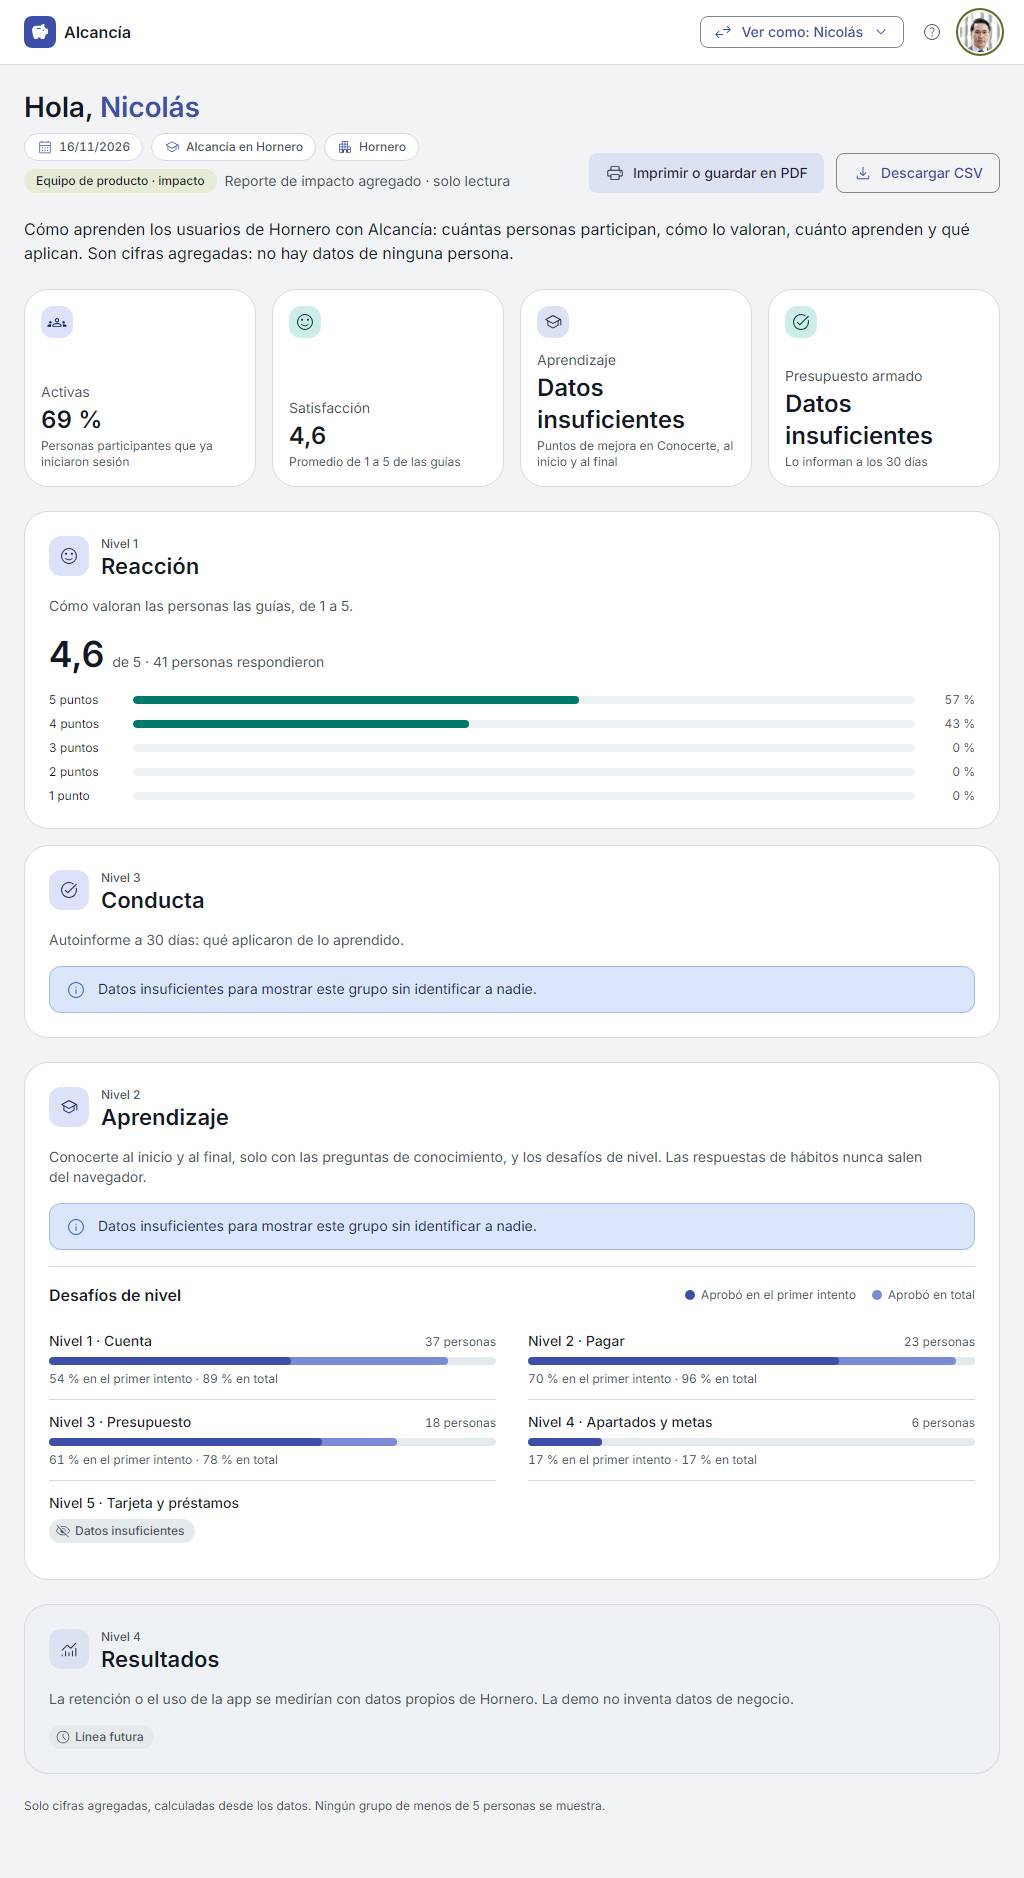 Alcancía
Ver como: Nicolás
Hola, Nicolás
16/11/2026
Alcancía en Hornero
Hornero
Equipo de producto · impacto
Reporte de impacto agregado · solo lectura
Imprimir o guardar en PDF
Descargar CSV
Cómo aprenden los usuarios de Hornero con Alcancía: cuántas personas participan, cómo lo valoran, cuánto aprenden y qué
aplican. Son cifras agregadas: no hay datos de ninguna persona.
Activas
69 %
Personas participantes que ya
iniciaron sesión
Satisfacción
4,6
Promedio de 1 a 5 de las guías
Aprendizaje
Datos
insuficientes
Puntos de mejora en Conocerte, al
inicio y al final
Presupuesto armado
Datos
insuficientes
Lo informan a los 30 días
Nivel 1
Reacción
Cómo valoran las personas las guías, de 1 a 5.
4,6 de 5 · 41 personas respondieron
5 puntos 57 %
4 puntos 43 %
3 puntos 0 %
2 puntos 0 %
1 punto 0 %
Nivel 3
Conducta
Autoinforme a 30 días: qué aplicaron de lo aprendido.
Datos insuficientes para mostrar este grupo sin identificar a nadie.
Nivel 2
Aprendizaje
Conocerte al inicio y al final, solo con las preguntas de conocimiento, y los desafíos de nivel. Las respuestas de hábitos nunca salen
del navegador.
Datos insuficientes para mostrar este grupo sin identificar a nadie.
Desafíos de nivel
Aprobó en el primer intento
Aprobó en total
Nivel 1 · Cuenta 37 personas
54 % en el primer intento · 89 % en total
Nivel 2 · Pagar 23 personas
70 % en el primer intento · 96 % en total
Nivel 3 · Presupuesto 18 personas
61 % en el primer intento · 78 % en total
Nivel 4 · Apartados y metas 6 personas
17 % en el primer intento · 17 % en total
Nivel 5 · Tarjeta y préstamos
Datos insuficientes
Nivel 4
Resultados
La retención o el uso de la app se medirían con datos propios de Hornero. La demo no inventa datos de negocio.
Línea futura
Solo cifras agregadas, calculadas desde los datos. Ningún grupo de menos de 5 personas se muestra.